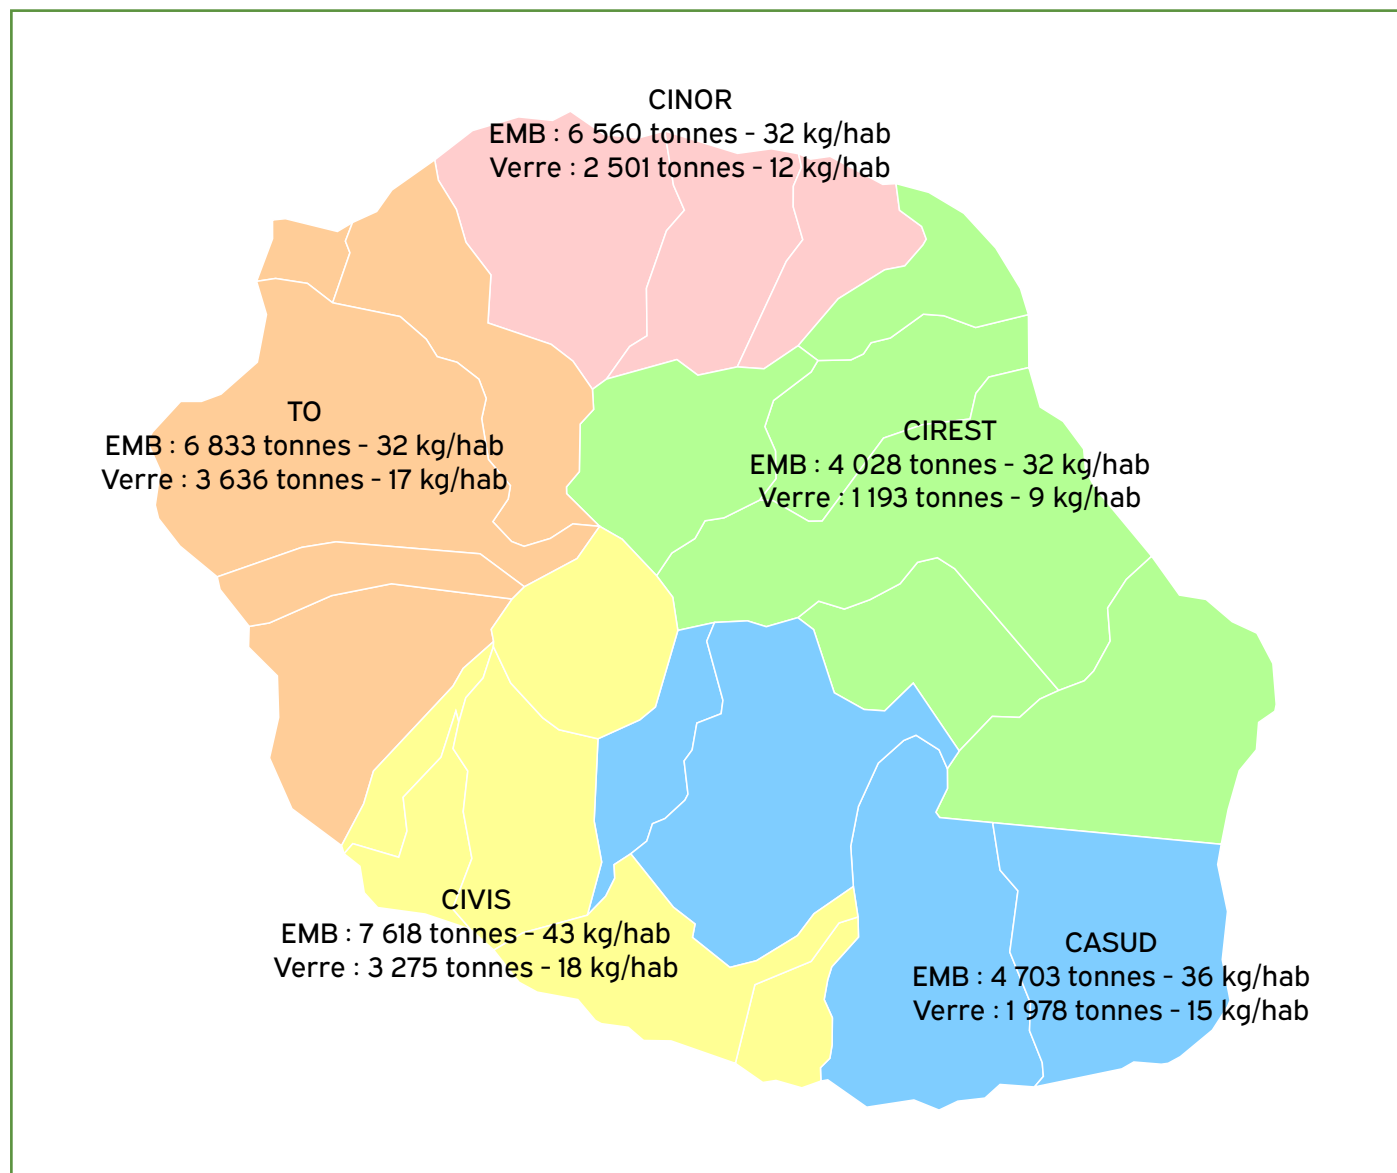 CINOR
EMB : 6 560 tonnes - 32 kg/hab
Verre : 2 501 tonnes - 12 kg/hab
TO
EMB : 6 833 tonnes - 32 kg/hab
Verre : 3 636 tonnes - 17 kg/hab
CIREST
EMB : 4 028 tonnes - 32 kg/hab
Verre : 1 193 tonnes - 9 kg/hab
CIVIS
EMB : 7 618 tonnes - 43 kg/hab
Verre : 3 275 tonnes - 18 kg/hab
CASUD
EMB : 4 703 tonnes - 36 kg/hab
Verre : 1 978 tonnes - 15 kg/hab